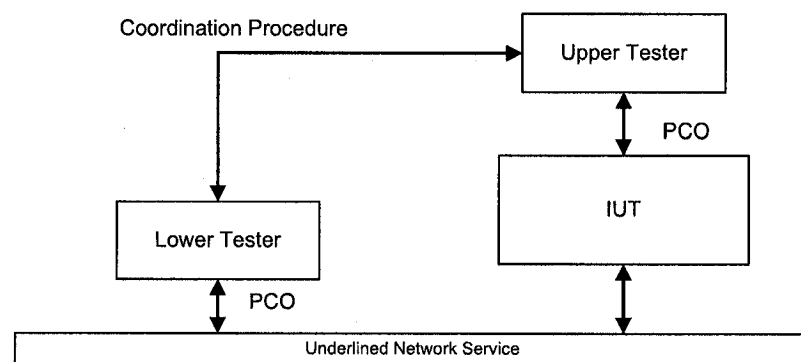 Coordination Procedure
Upper Tester
PCO
IUT
Lower Tester
PCO
Underlined Network Service